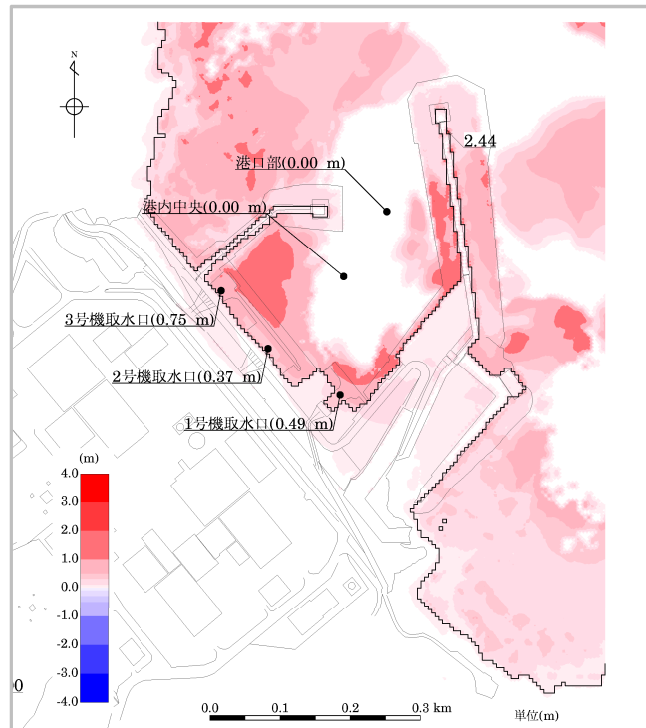 N
2.44
港口部(0.00 m)
港内中央(0.00 m)
3号機取水口(0.75 m)
2号機取水口(0.37 m)
1号機取水口(0.49 m)
(m)
4.0
3.0
2.0
1.0
0.0
-1.0
-2.0
-3.0
-4.0
0.0 0.1 0.2 0.3 km
単位(m)